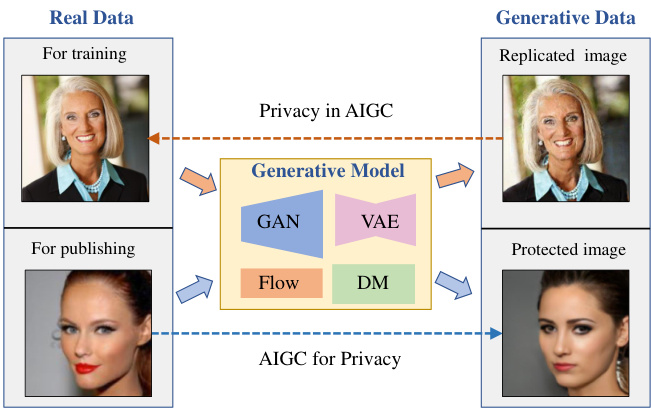 Real Data
Generative Data
For training
Replicated image
Privacy in AIGC
Generative Model
GAN
VAE
For publishing
Protected image
Flow
DM
AIGC for Privacy